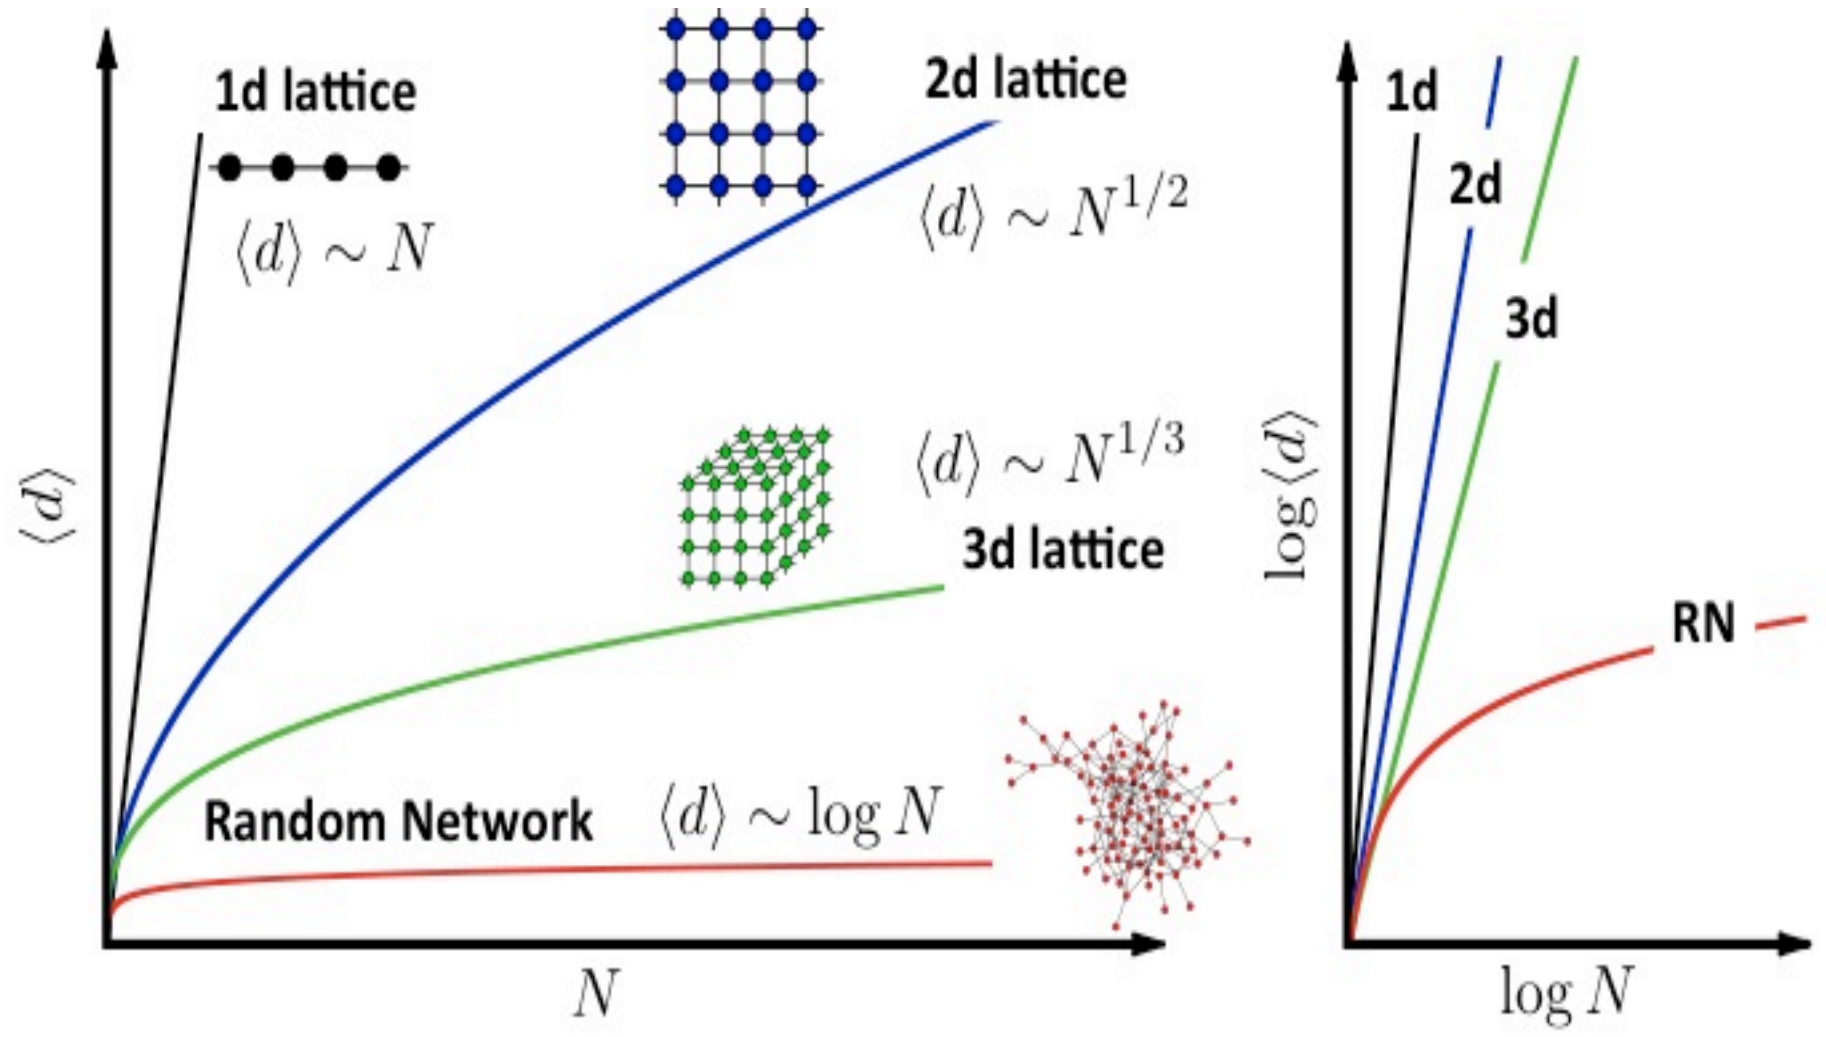 1d lattice
⟨d⟩ ∼ N
2d lattice
⟨d⟩ ∼ N^{1/2}
⟨d⟩ ∼ N^{1/3}
3d lattice
Random Network ⟨d⟩ ∼ log N
⟨d⟩
N
1d
2d
3d
RN
log⟨d⟩
log N